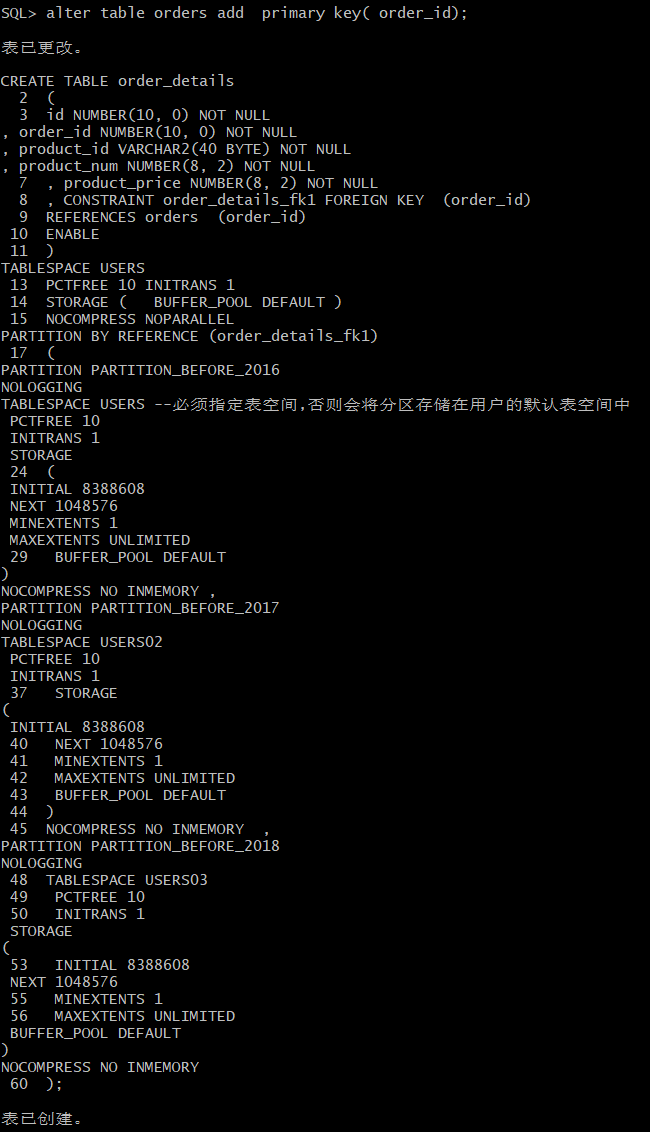 SQL> alter table orders add  primary key( order_id);
表已更改。
CREATE TABLE order_details
  2  (
  3  id NUMBER(10, 0) NOT NULL
, order_id NUMBER(10, 0) NOT NULL
, product_id VARCHAR2(40 BYTE) NOT NULL
, product_num NUMBER(8, 2) NOT NULL
  7  , product_price NUMBER(8, 2) NOT NULL
  8  , CONSTRAINT order_details_fk1 FOREIGN KEY  (order_id)
  9  REFERENCES orders  (order_id)
 10  ENABLE
 11  )
TABLESPACE USERS
 13  PCTFREE 10 INITRANS 1
 14  STORAGE (   BUFFER_POOL DEFAULT )
 15  NOCOMPRESS NOPARALLEL
PARTITION BY REFERENCE (order_details_fk1)
 17  (
PARTITION PARTITION_BEFORE_2016
NOLOGGING
TABLESPACE USERS --必须指定表空间,否则会将分区存储在用户的默认表空间中
 PCTFREE 10
 INITRANS 1
 STORAGE
 24  (
 INITIAL 8388608
 NEXT 1048576
 MINEXTENTS 1
 MAXEXTENTS UNLIMITED
 29   BUFFER_POOL DEFAULT
)
NOCOMPRESS NO INMEMORY ,
PARTITION PARTITION_BEFORE_2017
NOLOGGING
TABLESPACE USERS02
 PCTFREE 10
 INITRANS 1
 37   STORAGE
(
 INITIAL 8388608
 40   NEXT 1048576
 41   MINEXTENTS 1
 42   MAXEXTENTS UNLIMITED
 43   BUFFER_POOL DEFAULT
 44  )
 45  NOCOMPRESS NO INMEMORY  ,
PARTITION PARTITION_BEFORE_2018
NOLOGGING
 48  TABLESPACE USERS03
 49   PCTFREE 10
 50   INITRANS 1
 STORAGE
(
 53   INITIAL 8388608
 NEXT 1048576
 55   MINEXTENTS 1
 56   MAXEXTENTS UNLIMITED
 BUFFER_POOL DEFAULT
)
NOCOMPRESS NO INMEMORY
 60  );
表已创建。